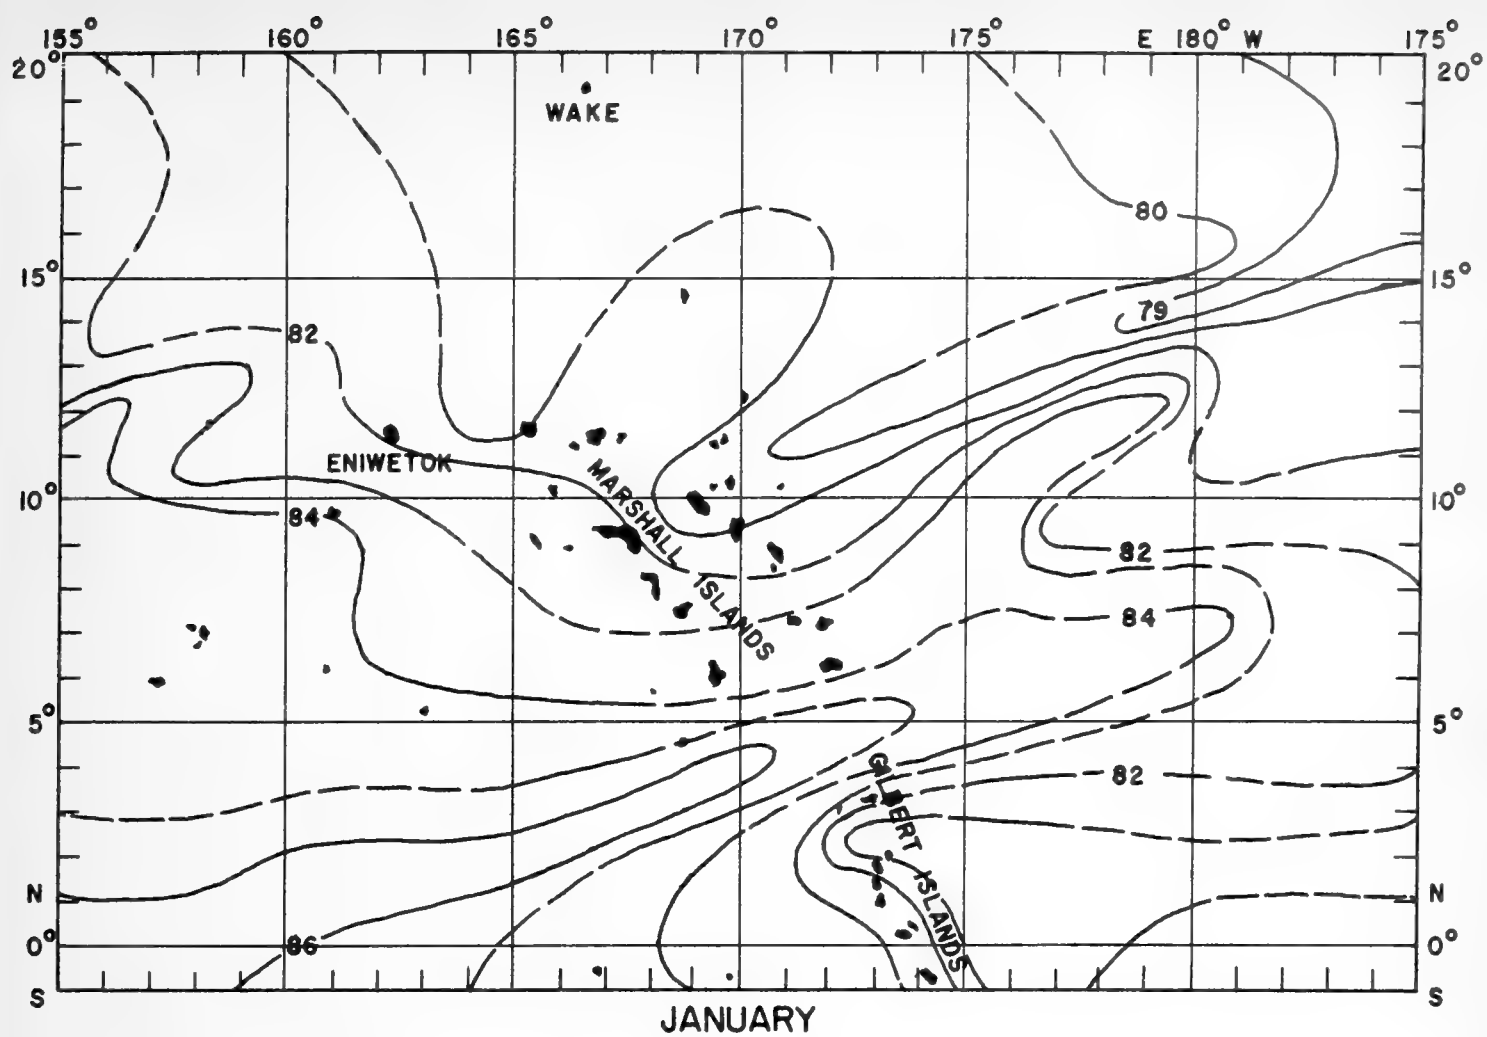 155° 160° 165° 170° 175° E 180° W 175°
20° 20°
WAKE
80
15° 15°
79
82
ENIWETOK
MARSHALL ISLANDS
10° 10°
84
82
84
5° 5°
GILBERT ISLANDS
82
N N
86
0° 0°
S S
JANUARY